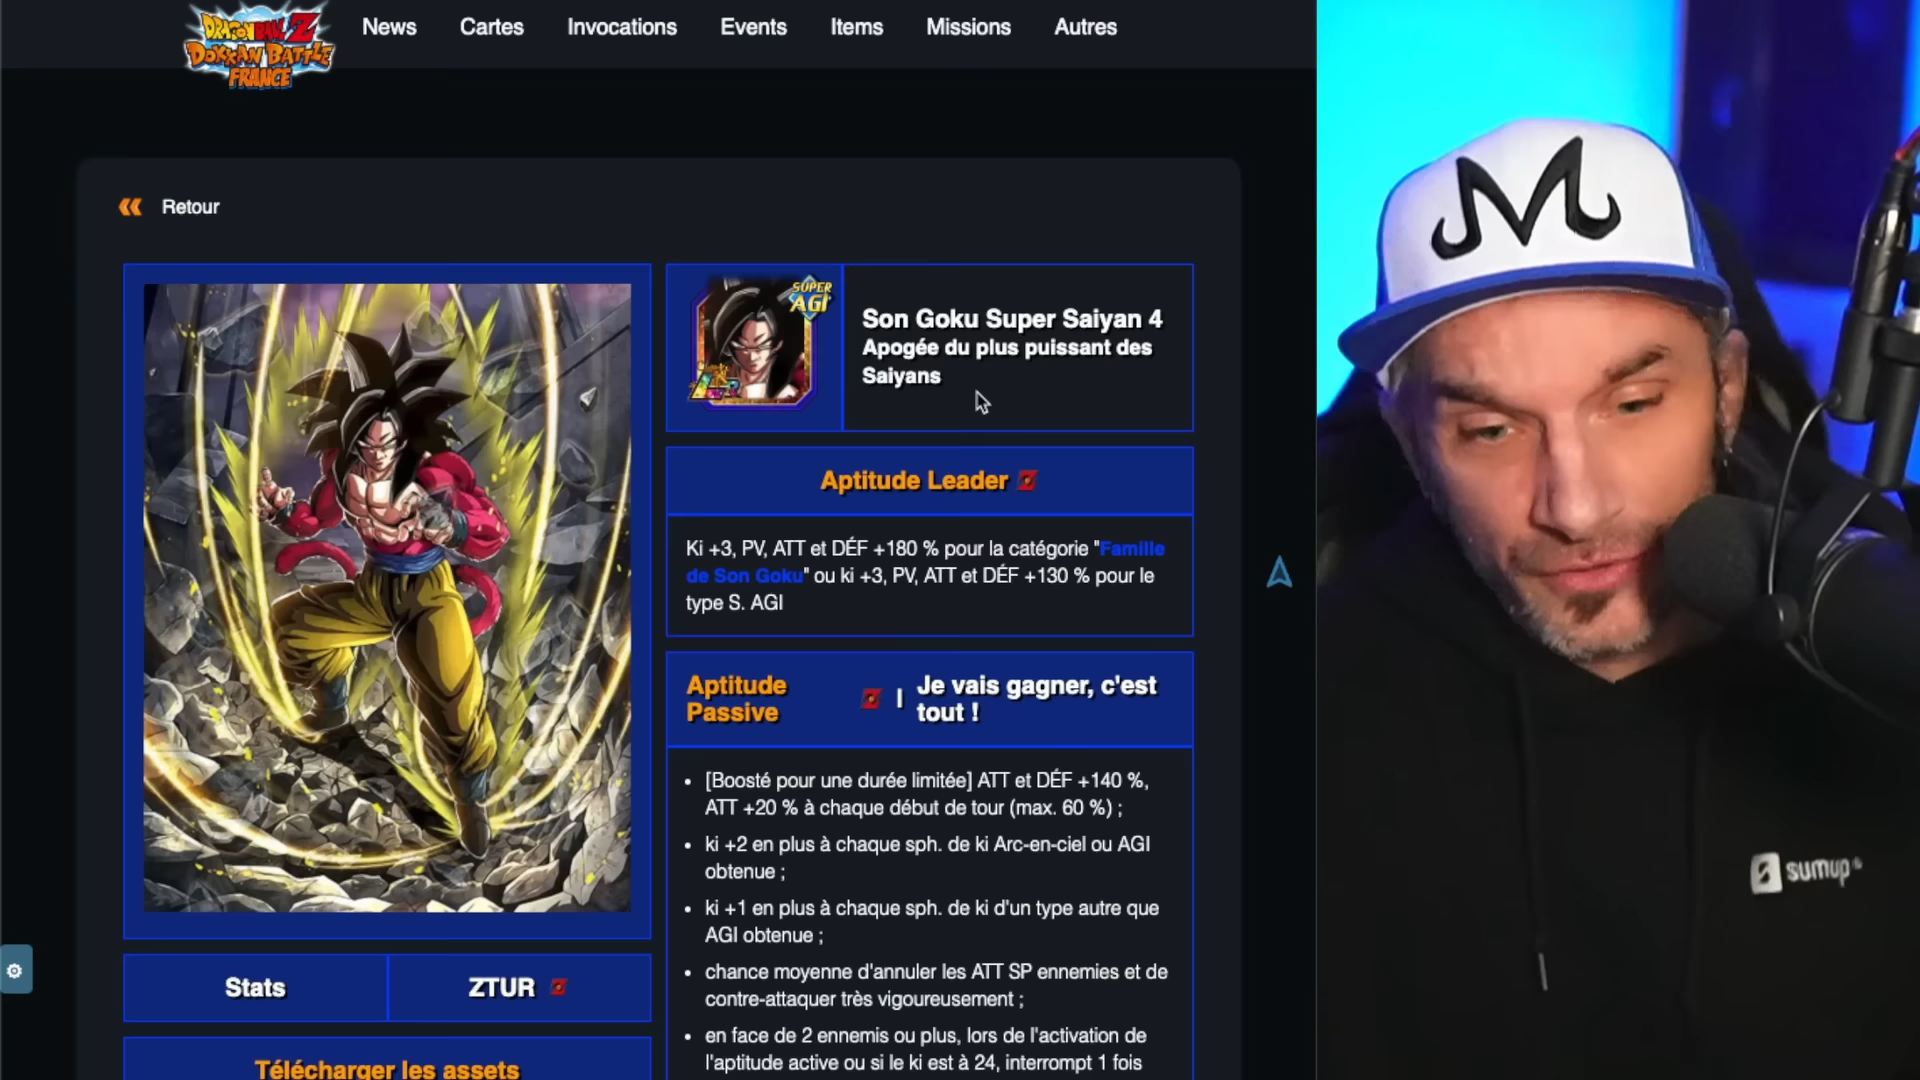 DRAGON BALL Z
DOKKAN BATTLE
FRANCE
News
Cartes
Invocations
Events
Items
Missions
Autres
Retour
SUPER
AGI
LR
Son Goku Super Saiyan 4
Apogée du plus puissant des
Saiyans
Aptitude Leader
Ki +3, PV, ATT et DÉF +180 % pour la catégorie "Famille
de Son Goku" ou ki +3, PV, ATT et DÉF +130 % pour le
type S. AGI
Aptitude
Passive
|
Je vais gagner, c'est
tout !
• [Boosté pour une durée limitée] ATT et DÉF +140 %,
ATT +20 % à chaque début de tour (max. 60 %) ;
• ki +2 en plus à chaque sph. de ki Arc-en-ciel ou AGI
obtenue ;
• ki +1 en plus à chaque sph. de ki d'un type autre que
AGI obtenue ;
• chance moyenne d'annuler les ATT SP ennemies et de
contre-attaquer très vigoureusement ;
• en face de 2 ennemis ou plus, lors de l'activation de
l'aptitude active ou si le ki est à 24, interrompt 1 fois
Stats
ZTUR
Télécharger les assets
M
sumup